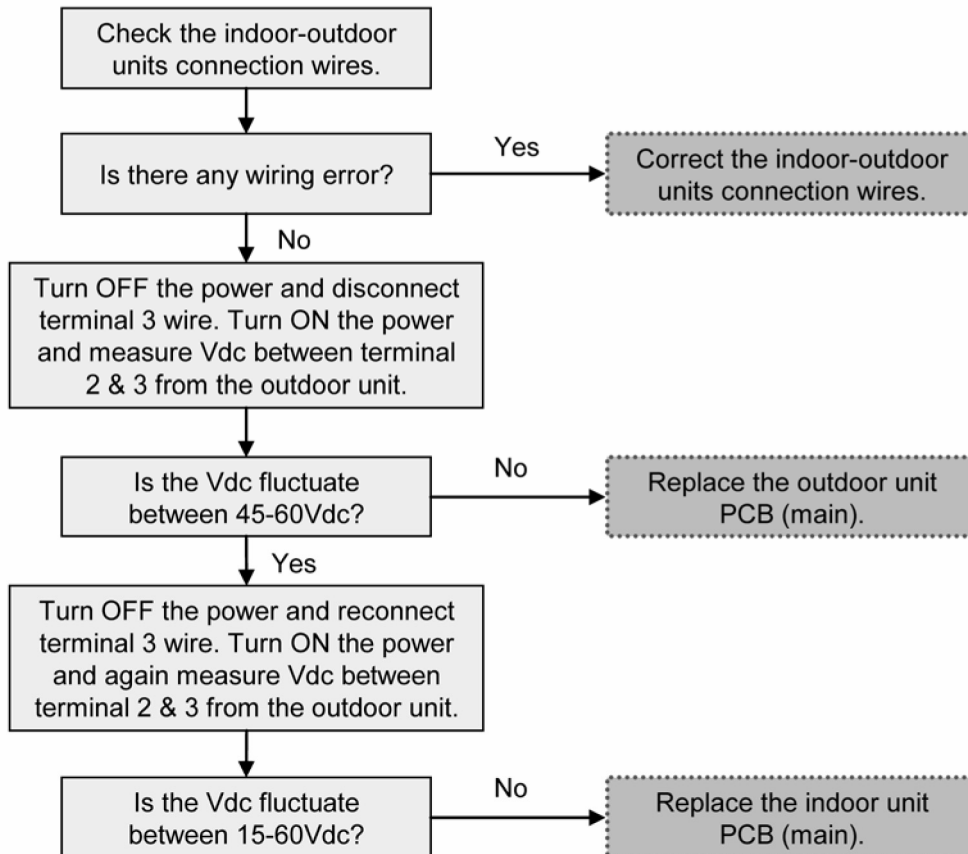 Check the indoor-outdoor
units connection wires.
Is there any wiring error?
Yes
Correct the indoor-outdoor
units connection wires.
No
Turn OFF the power and disconnect
terminal 3 wire. Turn ON the power
and measure Vdc between terminal
2 & 3 from the outdoor unit.
Is the Vdc fluctuate
between 45-60Vdc?
No
Replace the outdoor unit
PCB (main).
Yes
Turn OFF the power and reconnect
terminal 3 wire. Turn ON the power
and again measure Vdc between
terminal 2 & 3 from the outdoor unit.
Is the Vdc fluctuate
between 15-60Vdc?
No
Replace the indoor unit
PCB (main).